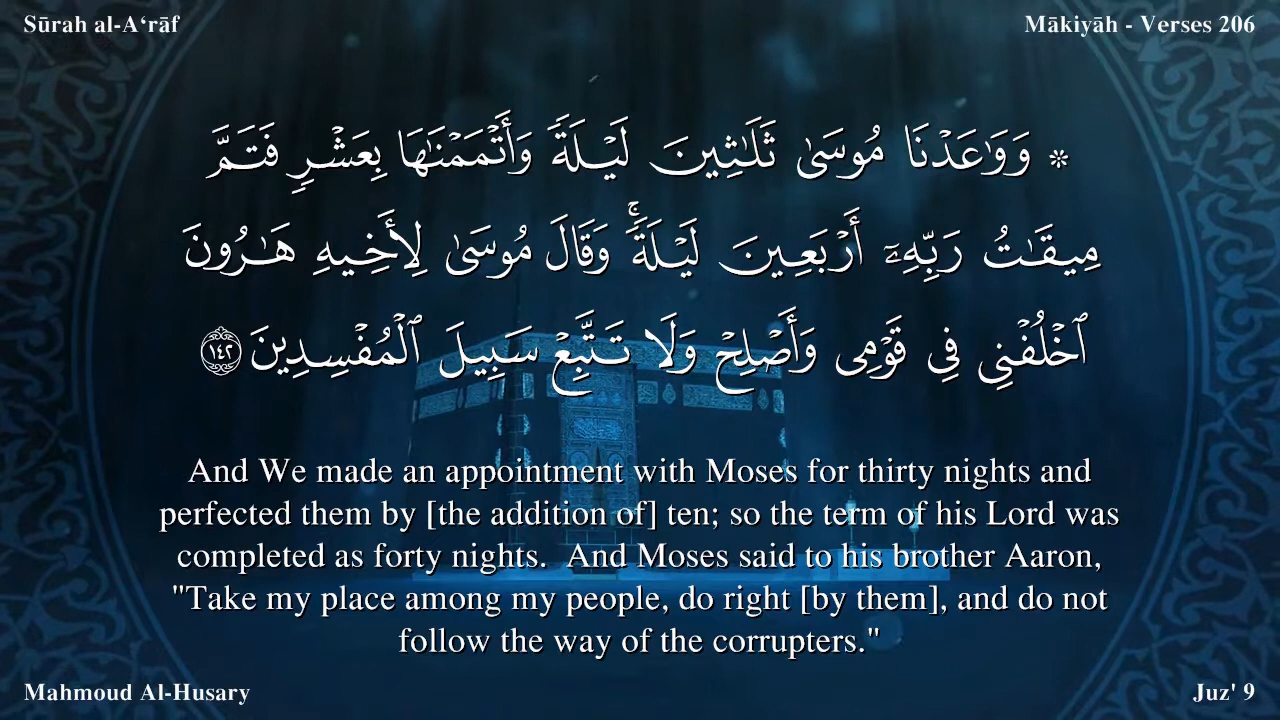 Sūrah al-A‘rāf
Mākiyāh - Verses 206
۞ وَوَٰعَدْنَا مُوسَىٰ ثَلَٰثِينَ لَيْلَةً وَأَتْمَمْنَٰهَا بِعَشْرٍ فَتَمَّ
مِيقَٰتُ رَبِّهِۦٓ أَرْبَعِينَ لَيْلَةً ۚ وَقَالَ مُوسَىٰ لِأَخِيهِ هَٰرُونَ
ٱخْلُفْنِى فِى قَوْمِى وَأَصْلِحْ وَلَا تَتَّبِعْ سَبِيلَ ٱلْمُفْسِدِينَ ١٤٢
And We made an appointment with Moses for thirty nights and
perfected them by [the addition of] ten; so the term of his Lord was
completed as forty nights.  And Moses said to his brother Aaron,
"Take my place among my people, do right [by them], and do not
follow the way of the corrupters."
Mahmoud Al-Husary
Juz' 9